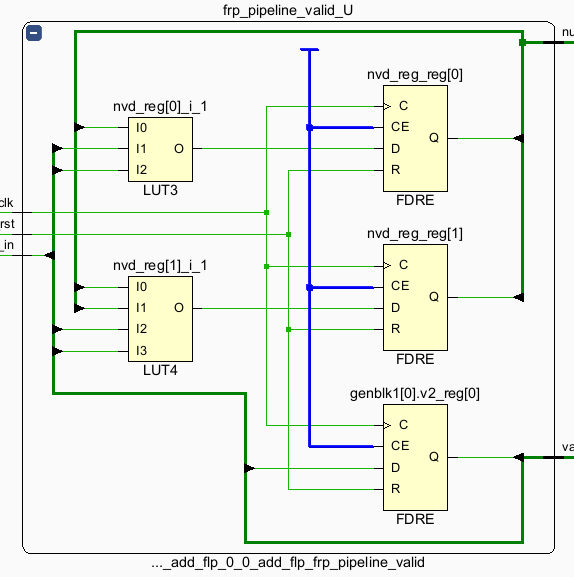 frp_pipeline_valid_U
nu
nvd_reg_reg[0]
nvd_reg[0]_i_1
C
I0
CE
Q
I1
O
D
I2
R
LUT3
FDRE
clk
rst
nvd_reg_reg[1]
_in
nvd_reg[1]_i_1
C
I0
CE
Q
I1
O
D
I2
R
I3
LUT4
FDRE
genblk1[0].v2_reg[0]
C
CE
va
Q
D
R
FDRE
..._add_flp_0_0_add_flp_frp_pipeline_valid